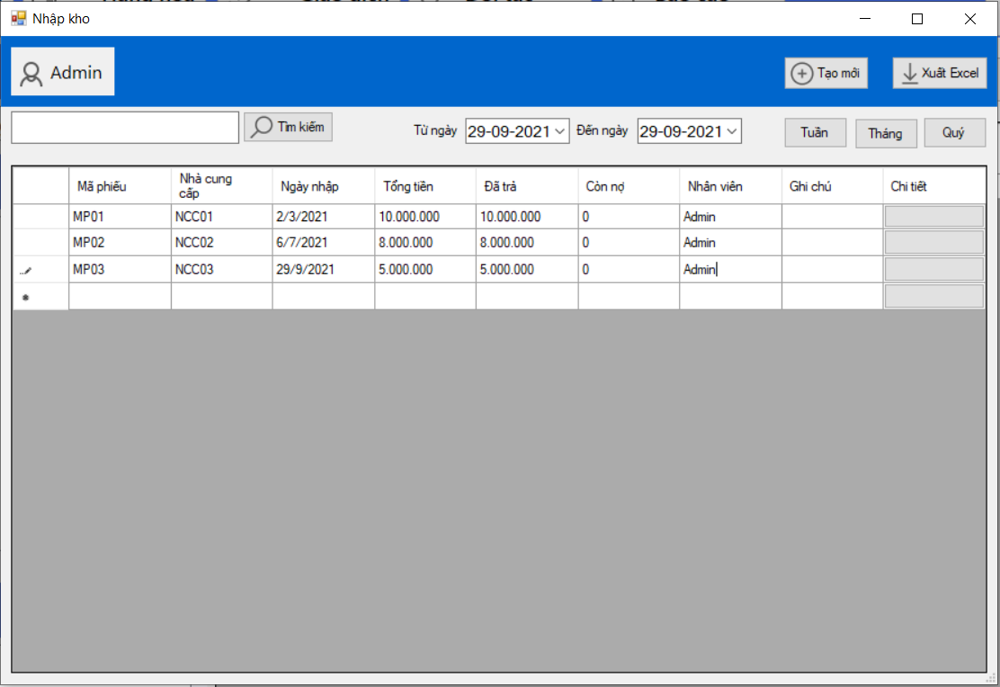 Nhập kho
Admin
Tạo mới
Xuất Excel
Tìm kiếm
Từ ngày
29-09-2021
Đến ngày
29-09-2021
Tuần
Tháng
Quý
Mã phiếu Nhà cung cấp Ngày nhập Tổng tiền Đã trả Còn nợ Nhân viên Ghi chú Chi tiết
MP01 NCC01 2/3/2021 10.000.000 10.000.000 0 Admin
MP02 NCC02 6/7/2021 8.000.000 8.000.000 0 Admin
MP03 NCC03 29/9/2021 5.000.000 5.000.000 0 Admin